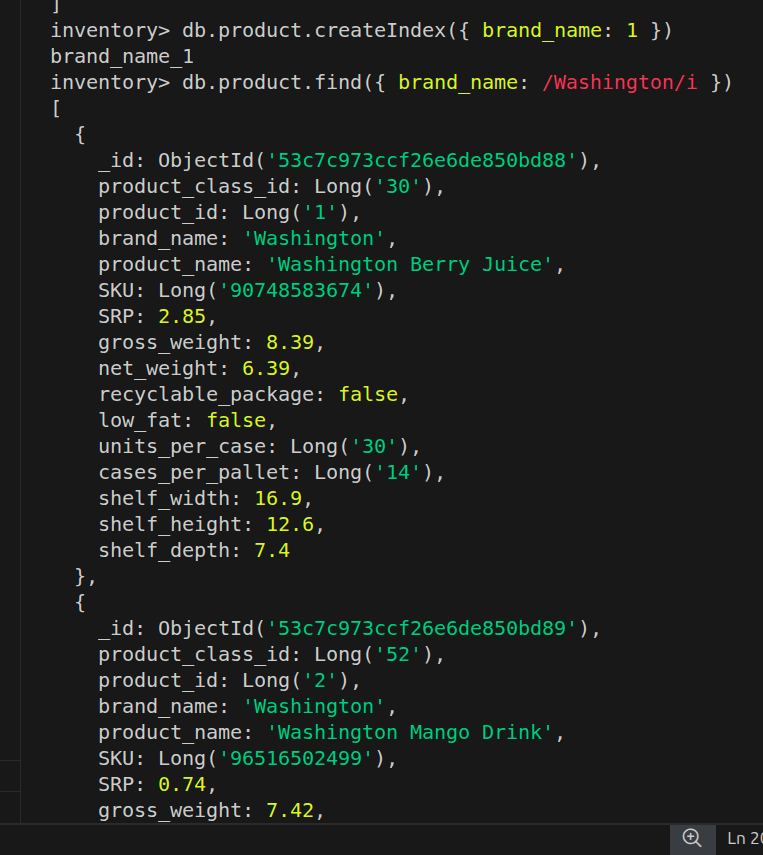 ]
inventory> db.product.createIndex({ brand_name: 1 })
brand_name_1
inventory> db.product.find({ brand_name: /Washington/i })
[
{
_id: ObjectId('53c7c973ccf26e6de850bd88'),
product_class_id: Long('30'),
product_id: Long('1'),
brand_name: 'Washington',
product_name: 'Washington Berry Juice',
SKU: Long('90748583674'),
SRP: 2.85,
gross_weight: 8.39,
net_weight: 6.39,
recyclable_package: false,
low_fat: false,
units_per_case: Long('30'),
cases_per_pallet: Long('14'),
shelf_width: 16.9,
shelf_height: 12.6,
shelf_depth: 7.4
},
{
_id: ObjectId('53c7c973ccf26e6de850bd89'),
product_class_id: Long('52'),
product_id: Long('2'),
brand_name: 'Washington',
product_name: 'Washington Mango Drink',
SKU: Long('96516502499'),
SRP: 0.74,
gross_weight: 7.42,
Ln 20